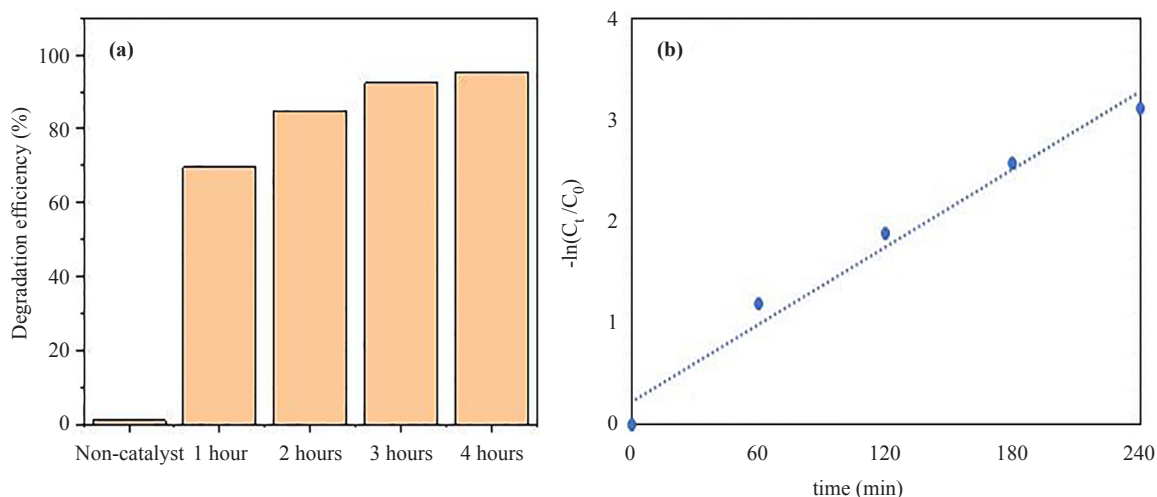 (a)
Degradation efficiency (%)
100
80
60
40
20
0
Non-catalyst 1 hour 2 hours 3 hours 4 hours
(b)
-ln(Cₜ/C₀)
4
3
2
1
0
0 60 120 180 240
time (min)